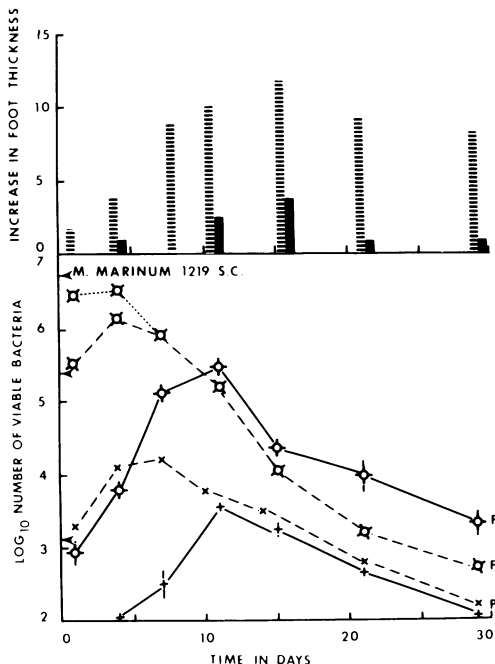 INCREASE IN FOOT THICKNESS
15
10
5
0
M. MARINUM 1219 S.C.
LOG10 NUMBER OF VIABLE BACTERIA
7
6
5
4
3
2
F
F
P
P
0 10 20 30
TIME IN DAYS